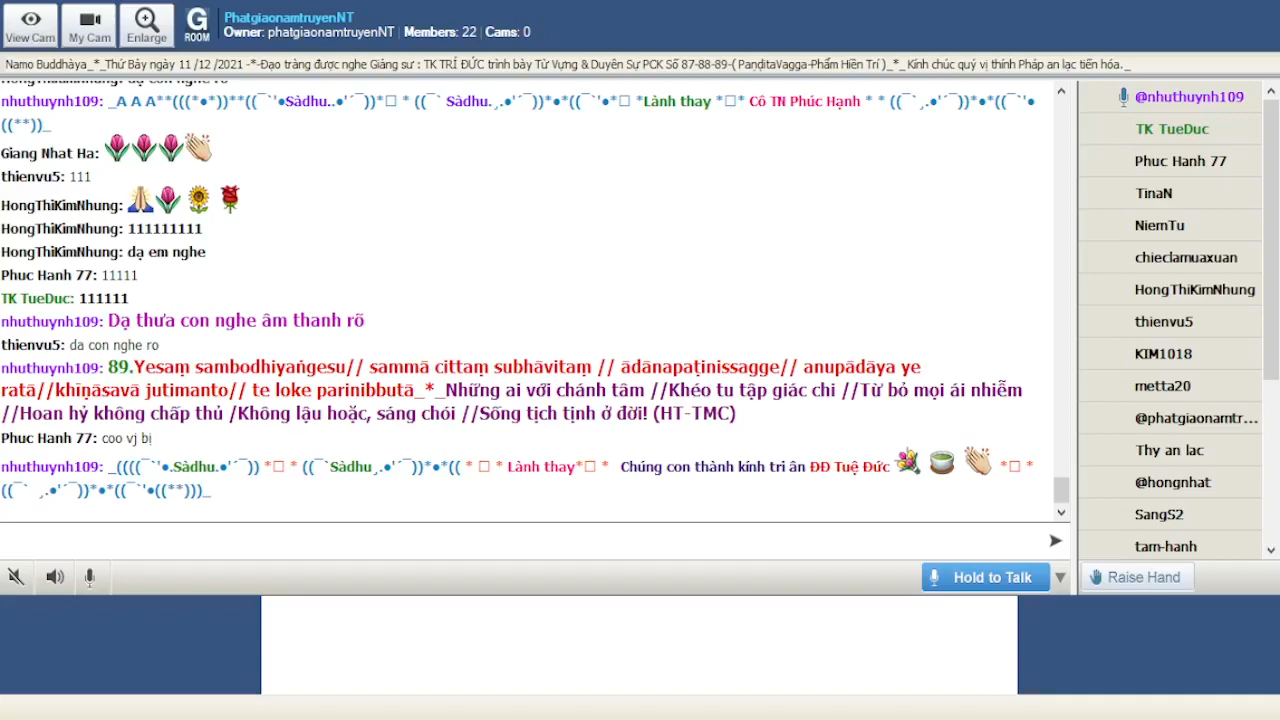 View Cam
My Cam
Enlarge
G ROOM
PhatgiaonamtruyenNT
Owner: phatgiaonamtruyenNT | Members: 22 | Cams: 0
Namo Buddhàya_*_Thứ Bảy ngày 11 /12 /2021 -*-Đạo tràng được nghe Giảng sư : TK TRÍ ĐỨC trình bày Từ Vựng & Duyên Sự PCK Số 87-88-89-( PaṇḍitaVagga-Phẩm Hiền Trí )_*_ Kính chúc quý vị thính Pháp an lạc tiến hóa._
HongThiKimNhung: dạ con nghe rõ
nhuthuynh109: _A A A**(((*●*))**((¯`'●Sàdhu..●'´¯))*□ * ((¯` Sàdhu.¸.●'´¯))*●*((¯`'●*□ *Lành thay *□* Cô TN Phúc Hạnh * * ((¯`¸.●'´¯))*●*((¯`'●
((**))_
Giang Nhat Ha: 🌷🌷🌷👏
thienvu5: 111
HongThiKimNhung: 🙏🌷🌻🌹
HongThiKimNhung: 111111111
HongThiKimNhung: dạ em nghe
Phuc Hanh 77: 11111
TK TueDuc: 111111
nhuthuynh109: Dạ thưa con nghe âm thanh rõ
thienvu5: da con nghe ro
nhuthuynh109: 89.Yesaṃ sambodhiyaṅgesu// sammā cittaṃ subhāvitaṃ // ādānapaṭinissagge// anupādāya ye
ratā//khīṇāsavā jutimanto// te loke parinibbutā_*_Những ai với chánh tâm //Khéo tu tập giác chi //Từ bỏ mọi ái nhiễm
//Hoan hỷ không chấp thủ /Không lậu hoặc, sáng chói //Sống tịch tịnh ở đời! (HT-TMC)
Phuc Hanh 77: coo vj bị
nhuthuynh109: _((((¯`'●.Sàdhu.●'´¯)) *□ * ((¯`Sàdhu¸.●'´¯))*●*(( * □ * Lành thay*□ * Chúng con thành kính tri ân ĐĐ Tuệ Đức 💐🍵👏 *□ *
((¯` ¸.●'´¯))*●*((¯`'●((**)))_
Hold to Talk
@nhuthuynh109
TK TueDuc
Phuc Hanh 77
TinaN
NiemTu
chieclamuaxuan
HongThiKimNhung
thienvu5
KIM1018
metta20
@phatgiaonamtr...
Thy an lac
@hongnhat
SangS2
tam-hanh
Raise Hand